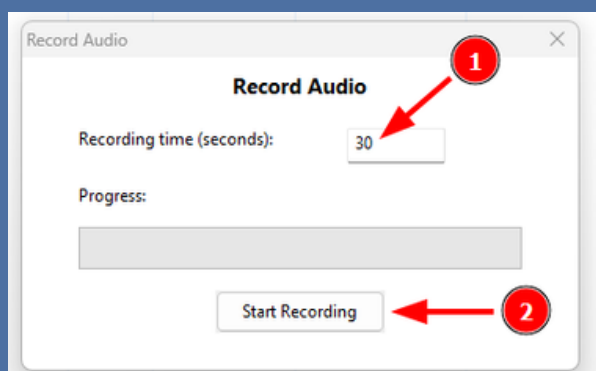 Record Audio
1
Record Audio
Recording time (seconds): 30
Progress:
Start Recording 2